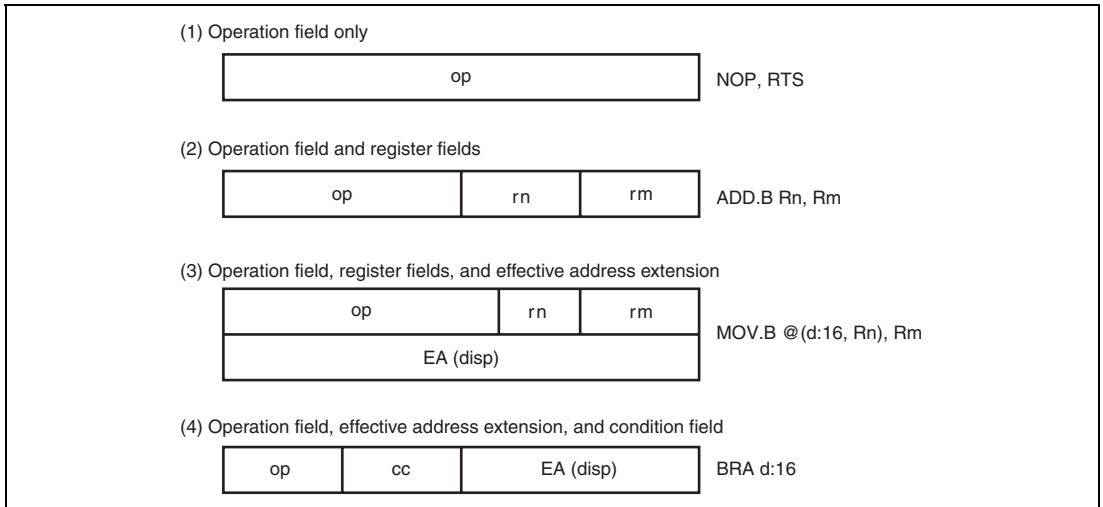 (1) Operation field only
op
NOP, RTS
(2) Operation field and register fields
op rn rm
ADD.B Rn, Rm
(3) Operation field, register fields, and effective address extension
op rn rm
EA (disp)
MOV.B @(d:16, Rn), Rm
(4) Operation field, effective address extension, and condition field
op cc EA (disp)
BRA d:16